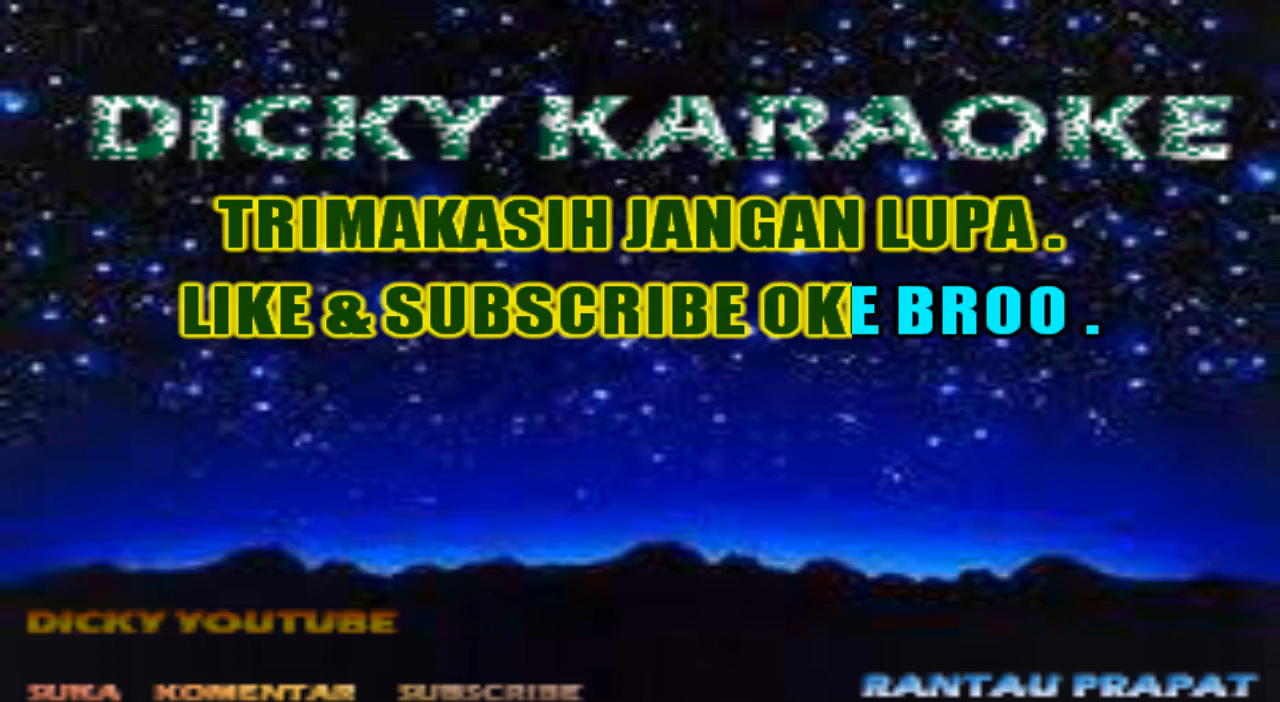 DICKY KARAOKE
TRIMAKASIH JANGAN LUPA .
LIKE & SUBSCRIBE OKE BROO .
DICKY YOUTUBE
SUKA KOMENTAR SUBSCRIBE
RANTAU PRAPAT